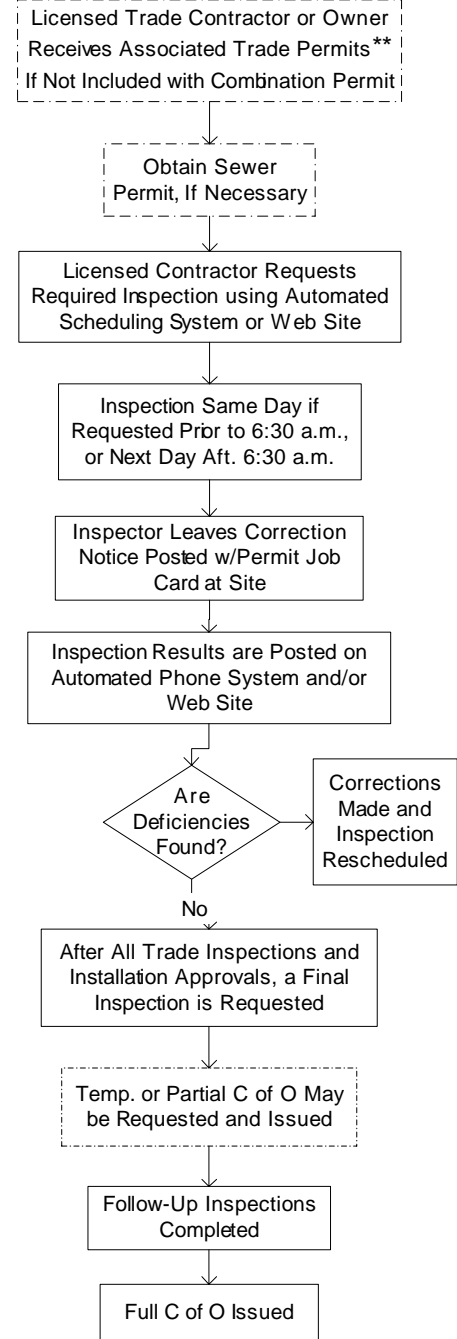 Licensed Trade Contractor or Owner
Receives Associated Trade Permits**
If Not Included with Combination Permit
Obtain Sewer
Permit, If Necessary
Licensed Contractor Requests
Required Inspection using Automated
Scheduling System or Web Site
Inspection Same Day if
Requested Prior to 6:30 a.m.,
or Next Day Aft. 6:30 a.m.
Inspector Leaves Correction
Notice Posted w/Permit Job
Card at Site
Inspection Results are Posted on
Automated Phone System and/or
Web Site
Are
Deficiencies
Found?
Corrections
Made and
Inspection
Rescheduled
No
After All Trade Inspections and
Installation Approvals, a Final
Inspection is Requested
Temp. or Partial C of O May
be Requested and Issued
Follow-Up Inspections
Completed
Full C of O Issued